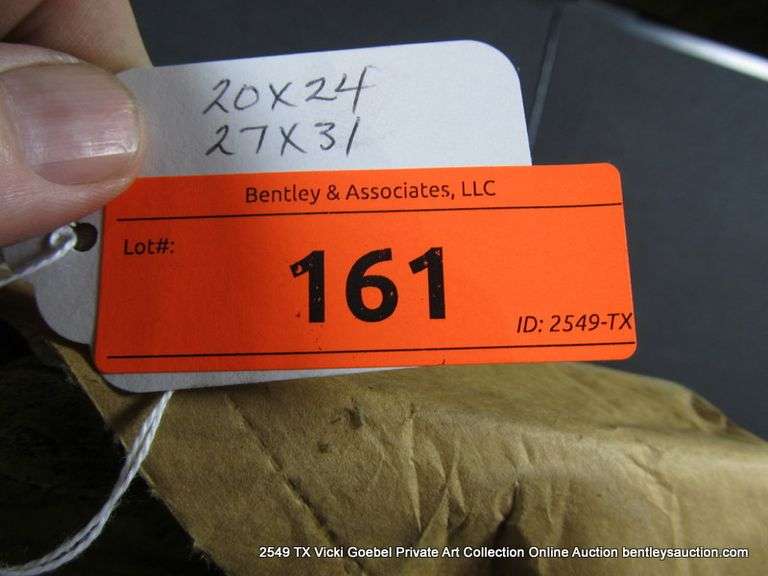 20X24
27X31
Bentley & Associates, LLC
Lot#:
161
ID: 2549-TX
2549 TX Vicki Goebel Private Art Collection Online Auction bentleysauction.com